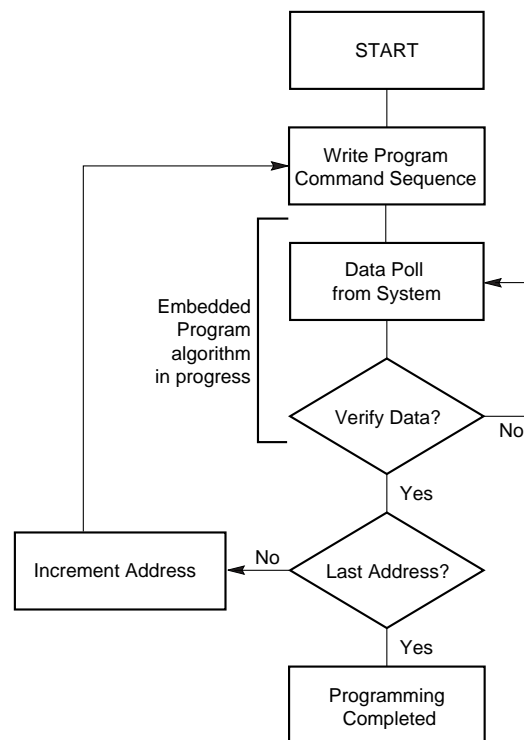 START
Write Program
Command Sequence
Data Poll
from System
Embedded
Program
algorithm
in progress
Verify Data?
No
Yes
No
Increment Address
Last Address?
Yes
Programming
Completed